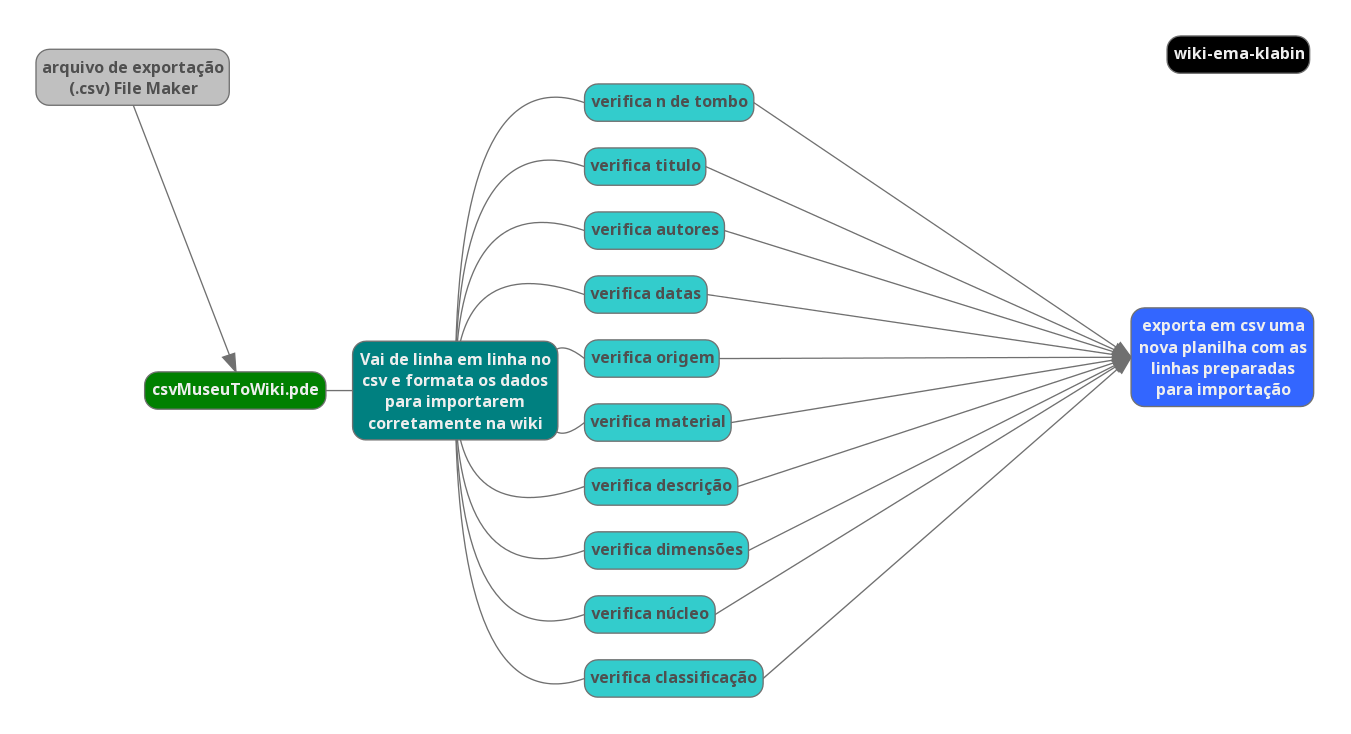 arquivo de exportação
(.csv) File Maker
wiki-ema-klabin
csvMuseuToWiki.pde
Vai de linha em linha no
csv e formata os dados
para importarem
corretamente na wiki
verifica n de tombo
verifica titulo
verifica autores
verifica datas
verifica origem
verifica material
verifica descrição
verifica dimensões
verifica núcleo
verifica classificação
exporta em csv uma
nova planilha com as
linhas preparadas
para importação